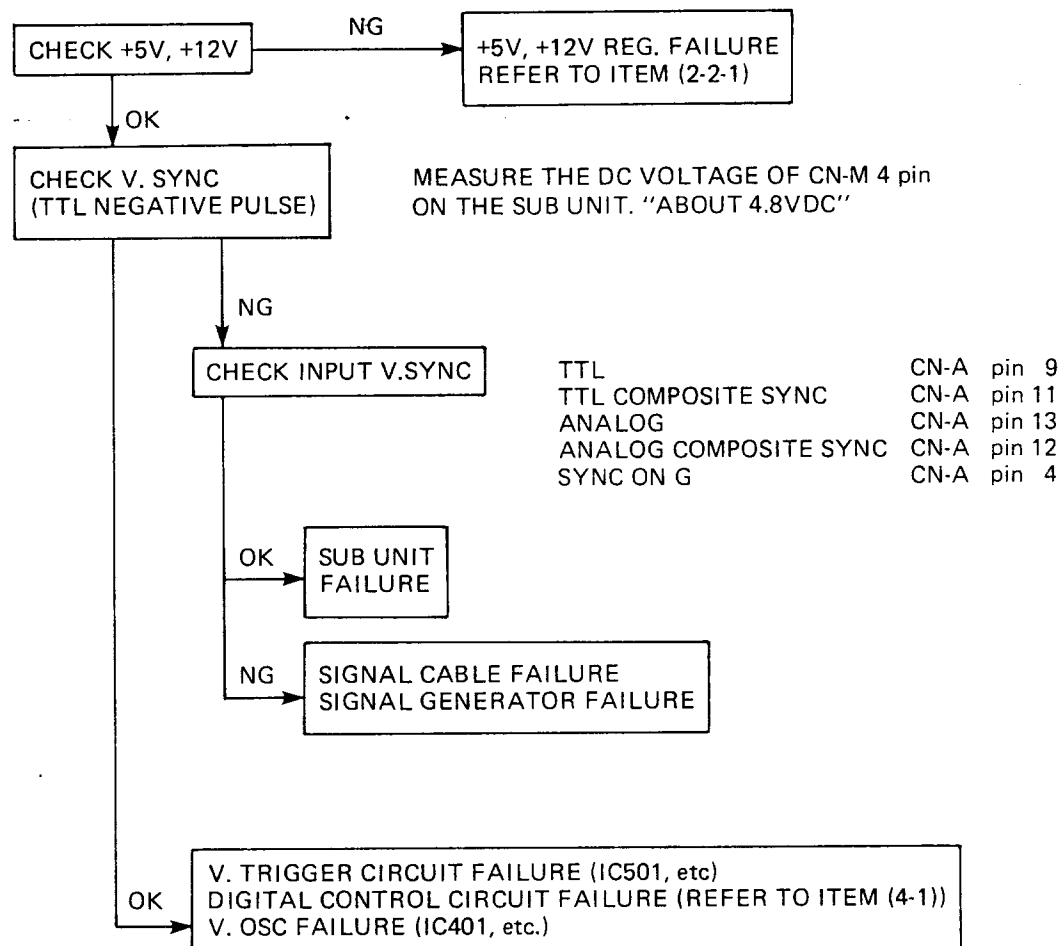 CHECK +5V, +12V
NG
+5V, +12V REG. FAILURE
REFER TO ITEM (2-2-1)
OK
CHECK V. SYNC
(TTL NEGATIVE PULSE)
MEASURE THE DC VOLTAGE OF CN-M 4 pin
ON THE SUB UNIT. "ABOUT 4.8VDC"
NG
CHECK INPUT V.SYNC
TTL CN-A pin 9
TTL COMPOSITE SYNC CN-A pin 11
ANALOG CN-A pin 13
ANALOG COMPOSITE SYNC CN-A pin 12
SYNC ON G CN-A pin 4
OK
SUB UNIT
FAILURE
NG
SIGNAL CABLE FAILURE
SIGNAL GENERATOR FAILURE
OK
V. TRIGGER CIRCUIT FAILURE (IC501, etc)
DIGITAL CONTROL CIRCUIT FAILURE (REFER TO ITEM (4-1))
V. OSC FAILURE (IC401, etc.)